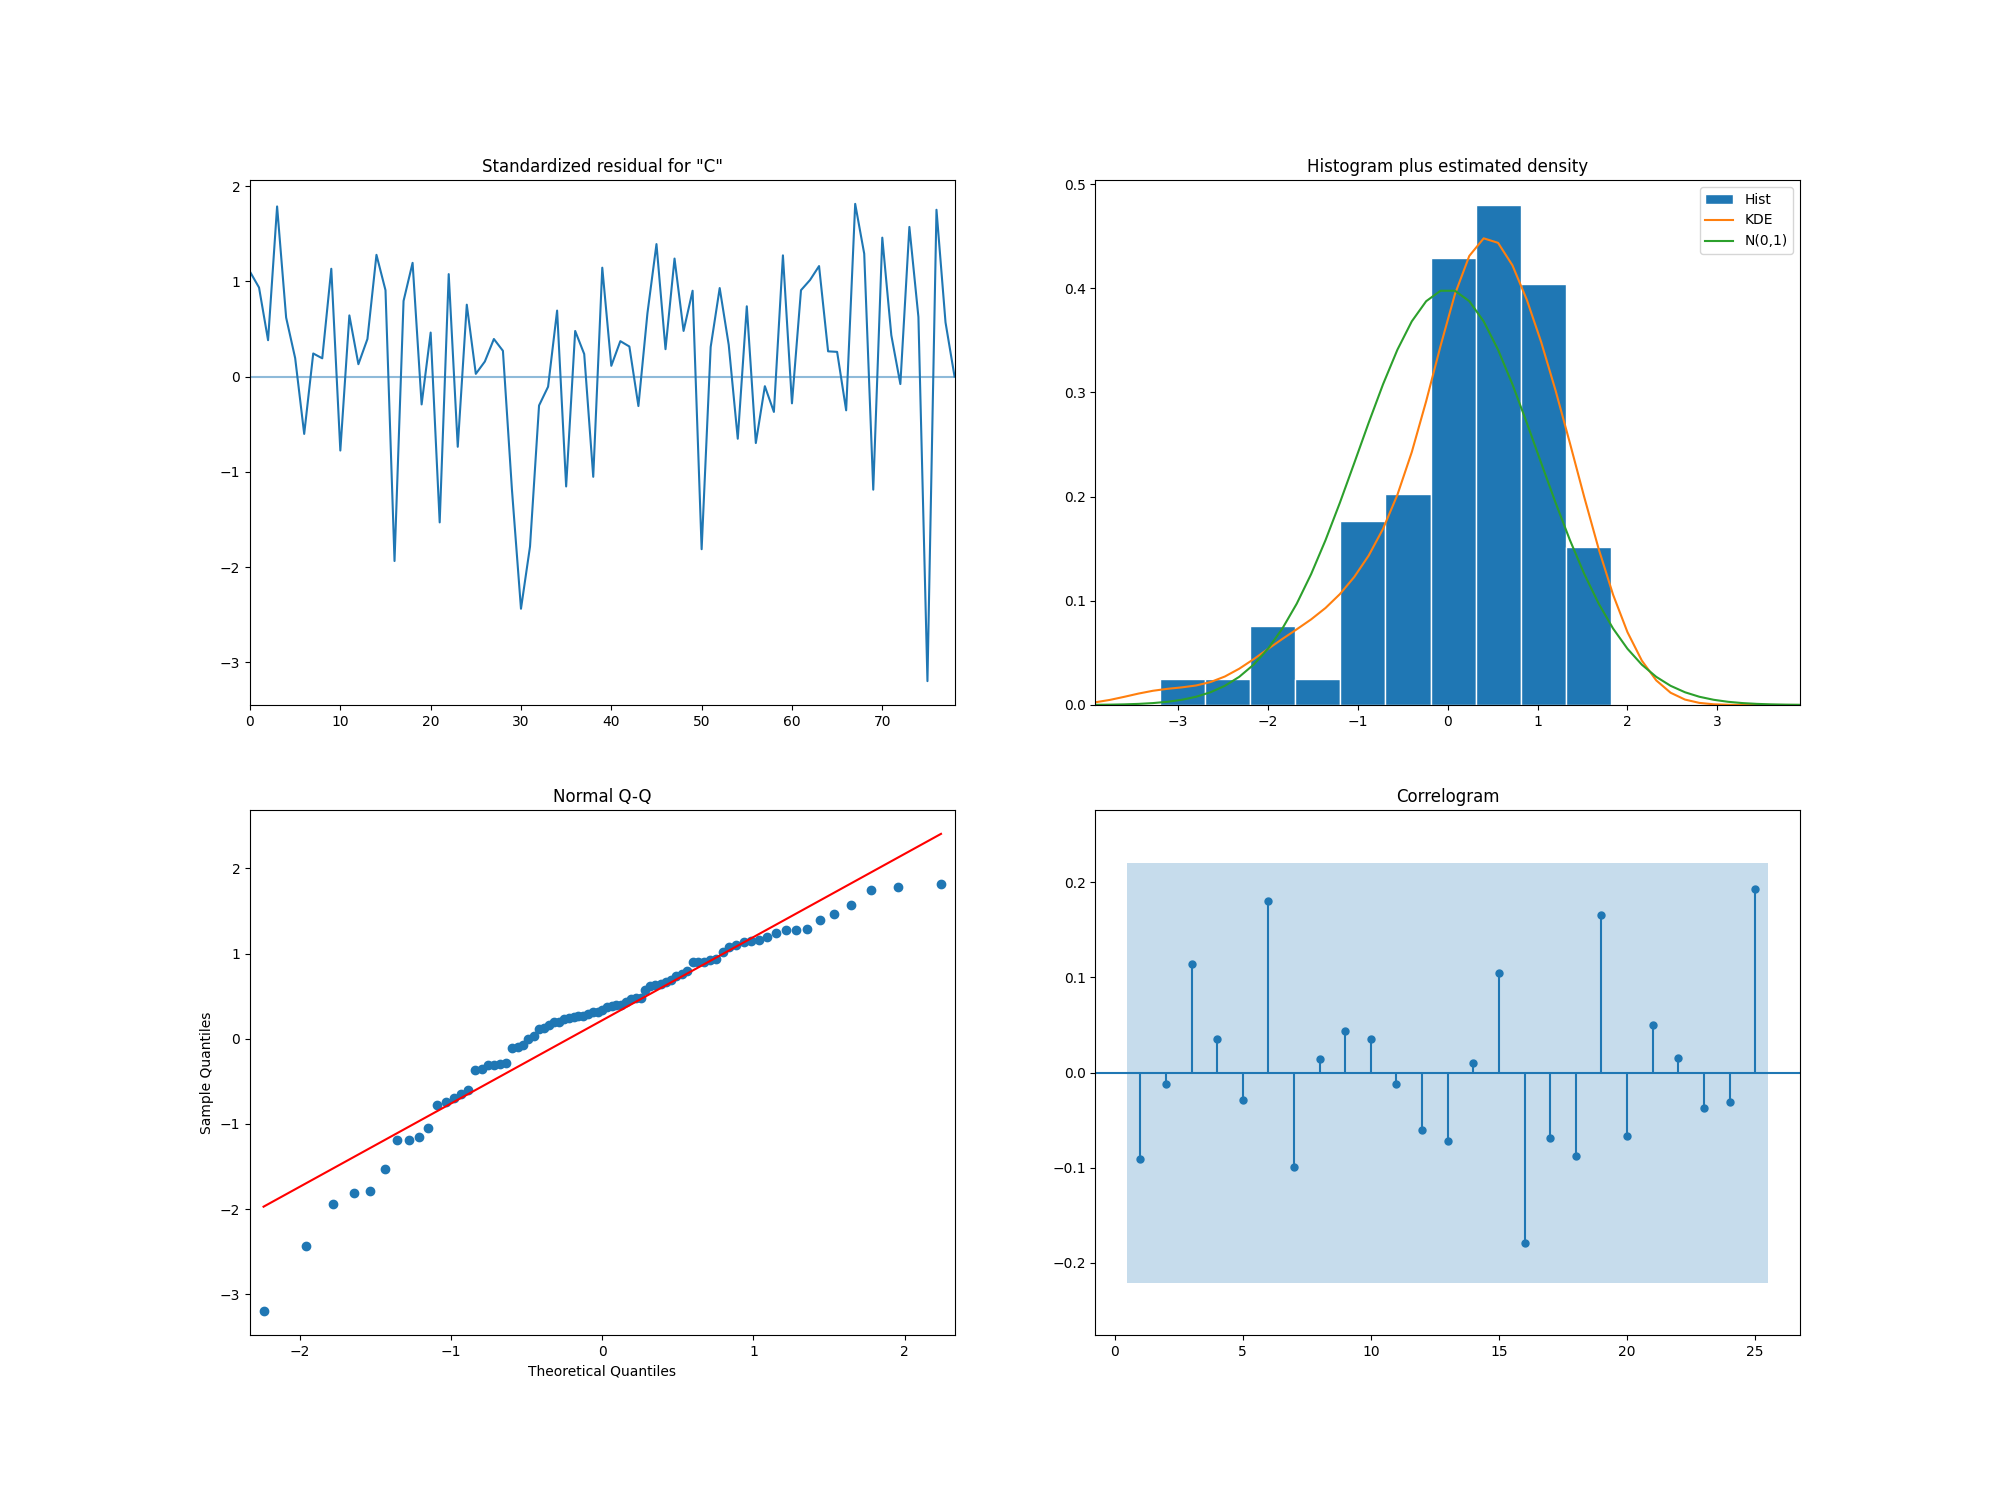 Standardized residual for "C"
2
1
0
−1
−2
−3
0 10 20 30 40 50 60 70
Histogram plus estimated density
Hist
KDE
N(0,1)
0.5
0.4
0.3
0.2
0.1
0.0
−3 −2 −1 0 1 2 3
Normal Q-Q
Sample Quantiles
2
1
0
−1
−2
−3
−2 −1 0 1 2
Theoretical Quantiles
Correlogram
0.2
0.1
0.0
−0.1
−0.2
0 5 10 15 20 25